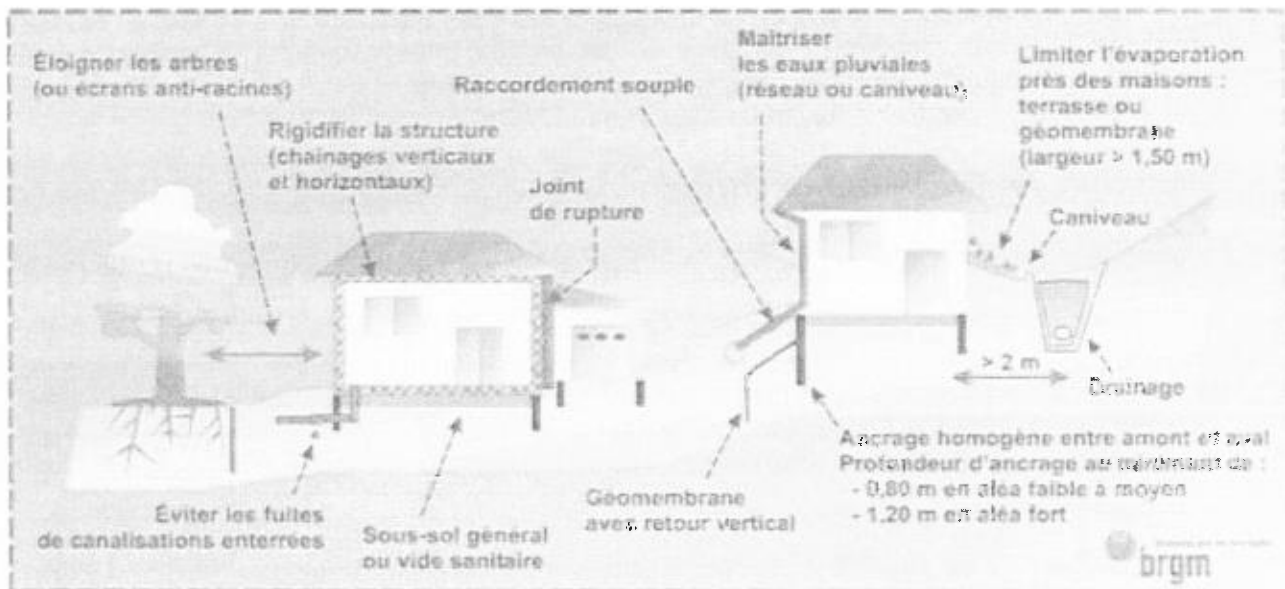 Éloigner les arbres
(ou écrans anti-racines)
Rigidifier la structure
(chaînages verticaux
et horizontaux)
Raccordement souple
Joint
de rupture
Maîtriser
les eaux pluviales
(réseau ou caniveau)
Limiter l'évaporation
près des maisons :
terrasse ou
géomembrane
(largeur > 1,50 m)
Caniveau
> 2 m
Drainage
Éviter les fuites
de canalisations enterrées
Sous-sol général
ou vide sanitaire
Géomembrane
avec retour vertical
Ancrage homogène entre amont et aval
Profondeur d'ancrage au minimum de :
- 0,80 m en aléa faible à moyen
- 1,20 m en aléa fort
brgm